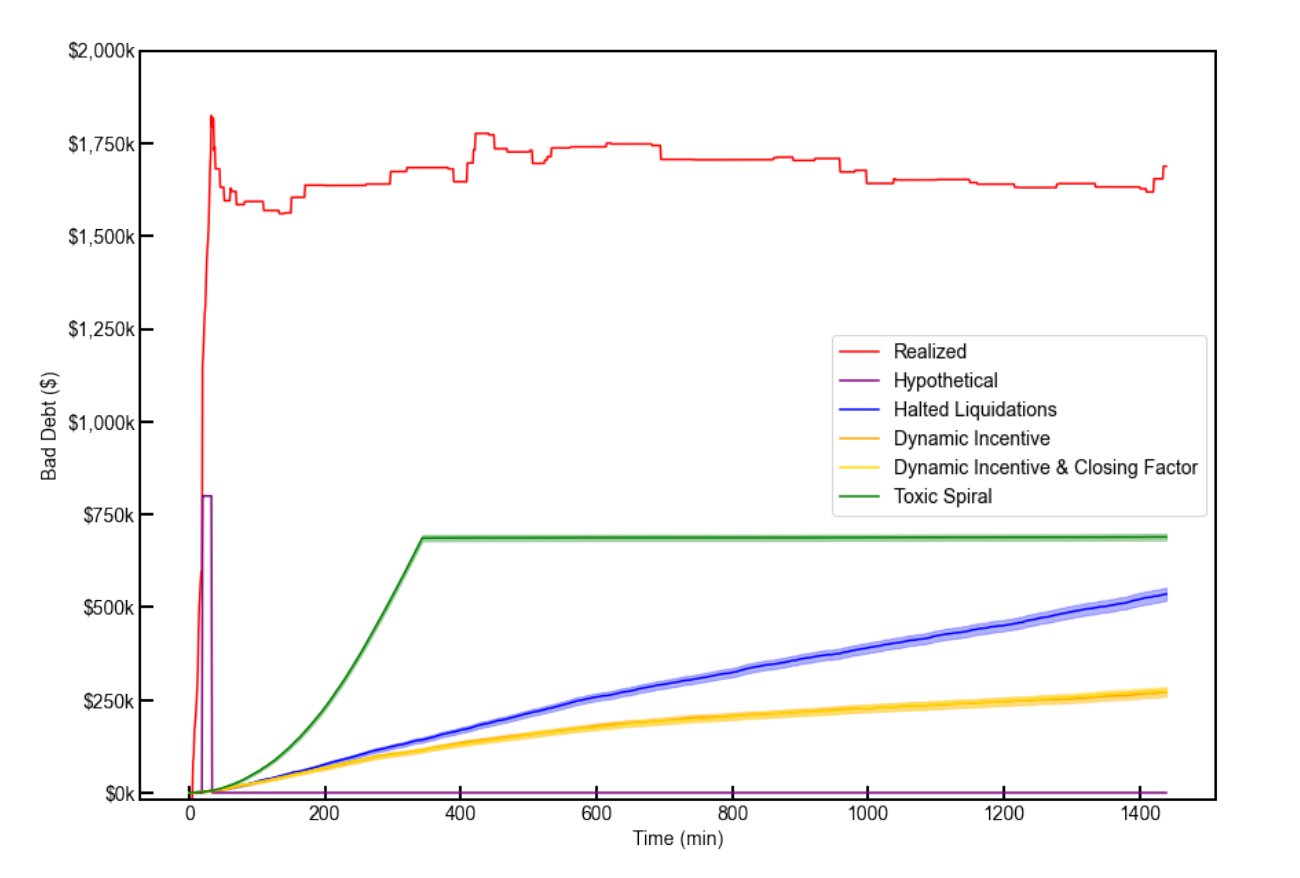 $2,000k
$1,750k
$1,500k
$1,250k
$1,000k
$750k
$500k
$250k
$0k
Bad Debt ($)
Realized
Hypothetical
Halted Liquidations
Dynamic Incentive
Dynamic Incentive & Closing Factor
Toxic Spiral
0 200 400 600 800 1000 1200 1400
Time (min)